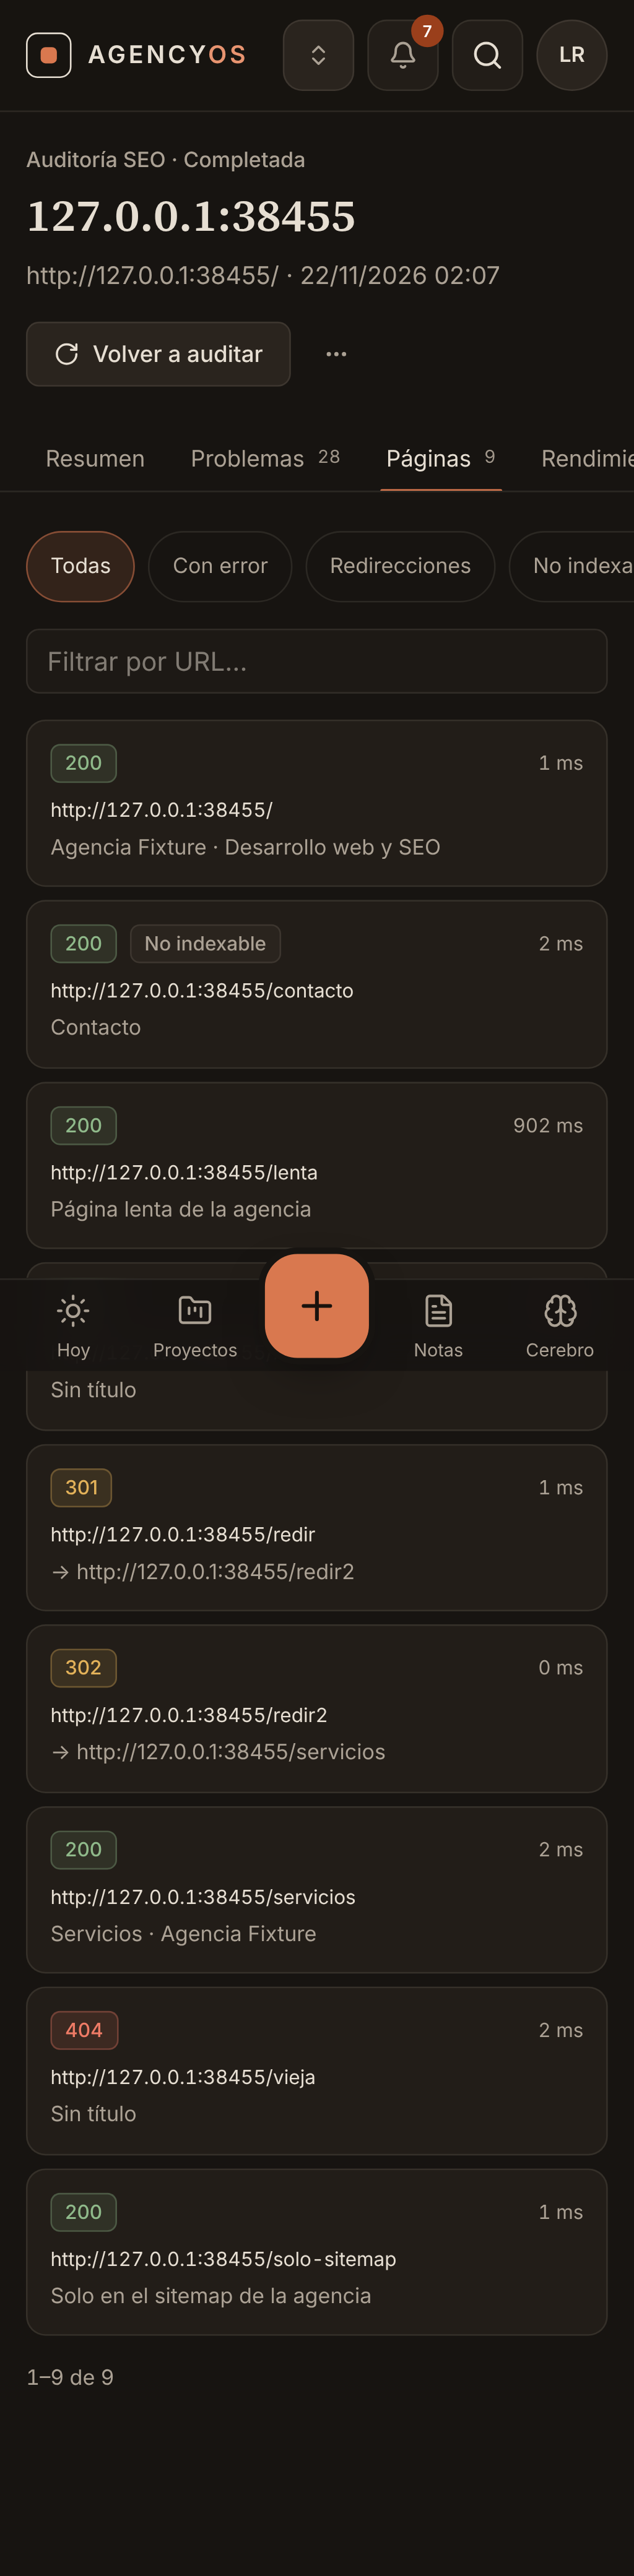 AGENCYOS
7
LR
Auditoría SEO · Completada
127.0.0.1:38455
http://127.0.0.1:38455/ · 22/11/2026 02:07
Volver a auditar
Resumen
Problemas 28
Páginas 9
Rendimie
Todas
Con error
Redirecciones
No indexa
Filtrar por URL...
200
1 ms
http://127.0.0.1:38455/
Agencia Fixture · Desarrollo web y SEO
200
No indexable
2 ms
http://127.0.0.1:38455/contacto
Contacto
200
902 ms
http://127.0.0.1:38455/lenta
Página lenta de la agencia
Hoy
Proyectos
Notas
Cerebro
Sin título
301
1 ms
http://127.0.0.1:38455/redir
→ http://127.0.0.1:38455/redir2
302
0 ms
http://127.0.0.1:38455/redir2
→ http://127.0.0.1:38455/servicios
200
2 ms
http://127.0.0.1:38455/servicios
Servicios · Agencia Fixture
404
2 ms
http://127.0.0.1:38455/vieja
Sin título
200
1 ms
http://127.0.0.1:38455/solo-sitemap
Solo en el sitemap de la agencia
1–9 de 9